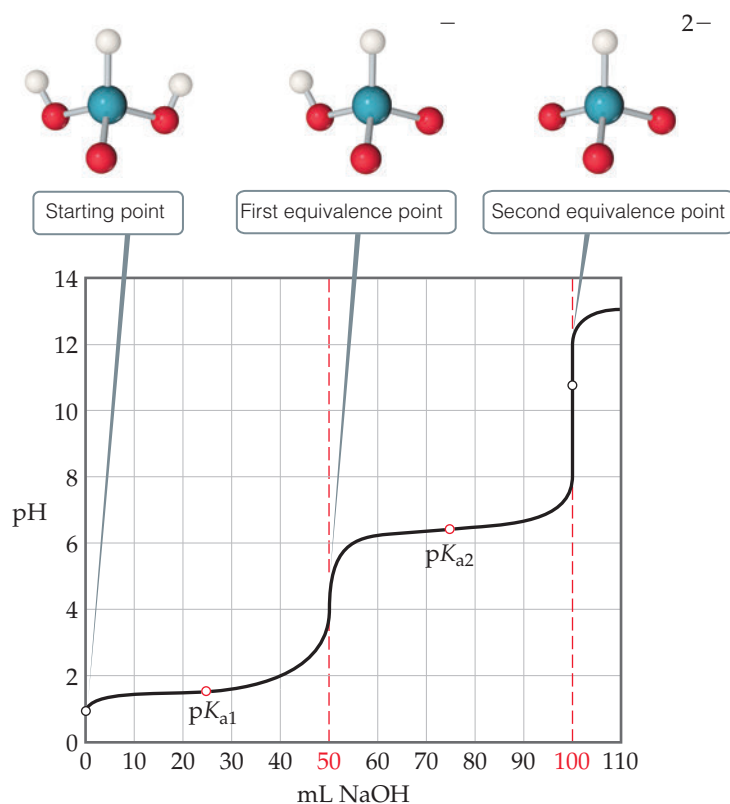 −
2−
Starting point
First equivalence point
Second equivalence point
14
12
10
8
6
4
2
0
pH
pKa1
pKa2
0 10 20 30 40 50 60 70 80 90 100 110
mL NaOH